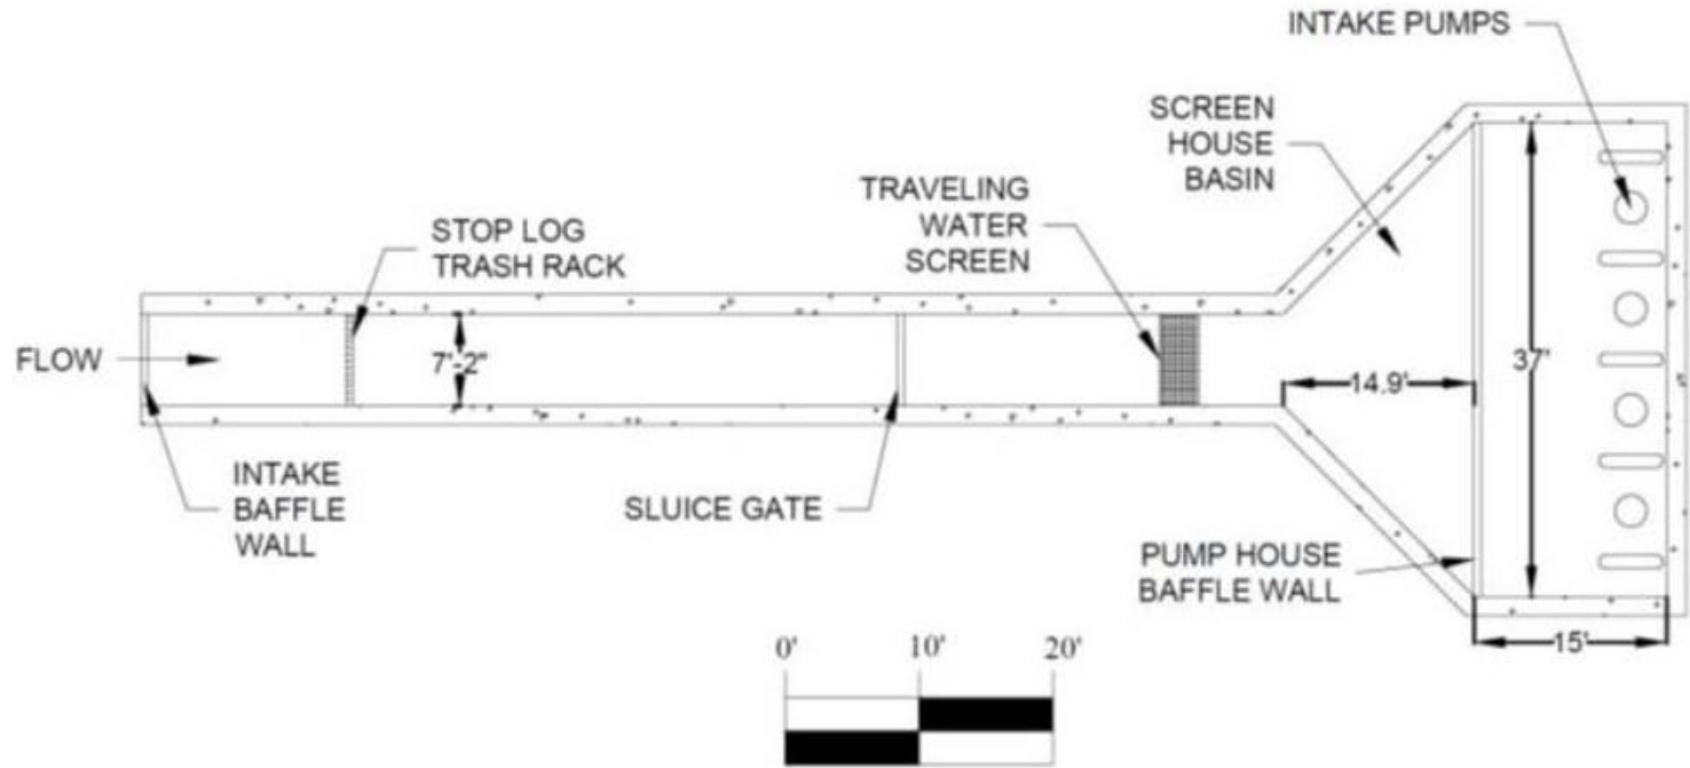 INTAKE PUMPS
SCREEN
HOUSE
BASIN
TRAVELING
WATER
SCREEN
STOP LOG
TRASH RACK
FLOW
7'-2"
14.9'
37'
INTAKE
BAFFLE
WALL
SLUICE GATE
PUMP HOUSE
BAFFLE WALL
15'
0' 10' 20'